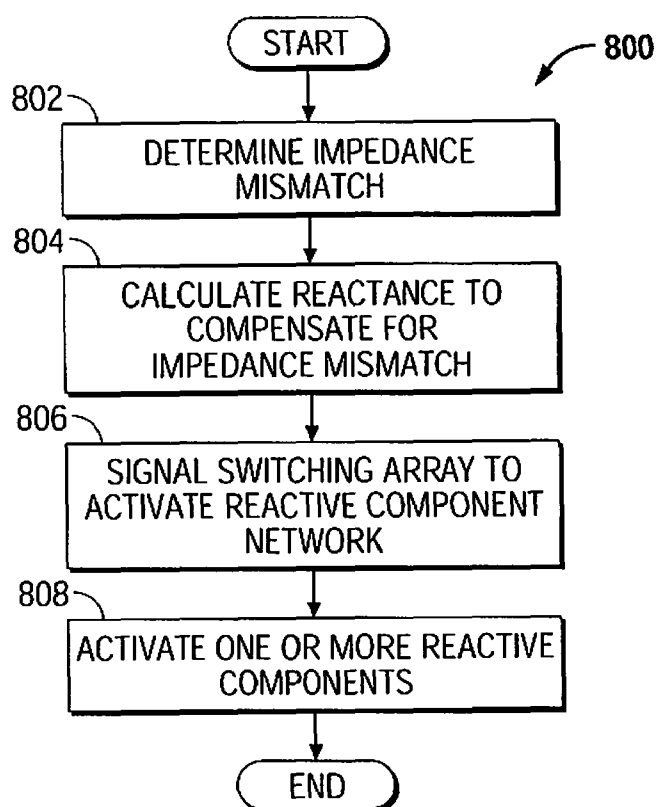 START
800
802
DETERMINE IMPEDANCE
MISMATCH
804
CALCULATE REACTANCE TO
COMPENSATE FOR
IMPEDANCE MISMATCH
806
SIGNAL SWITCHING ARRAY TO
ACTIVATE REACTIVE COMPONENT
NETWORK
808
ACTIVATE ONE OR MORE REACTIVE
COMPONENTS
END